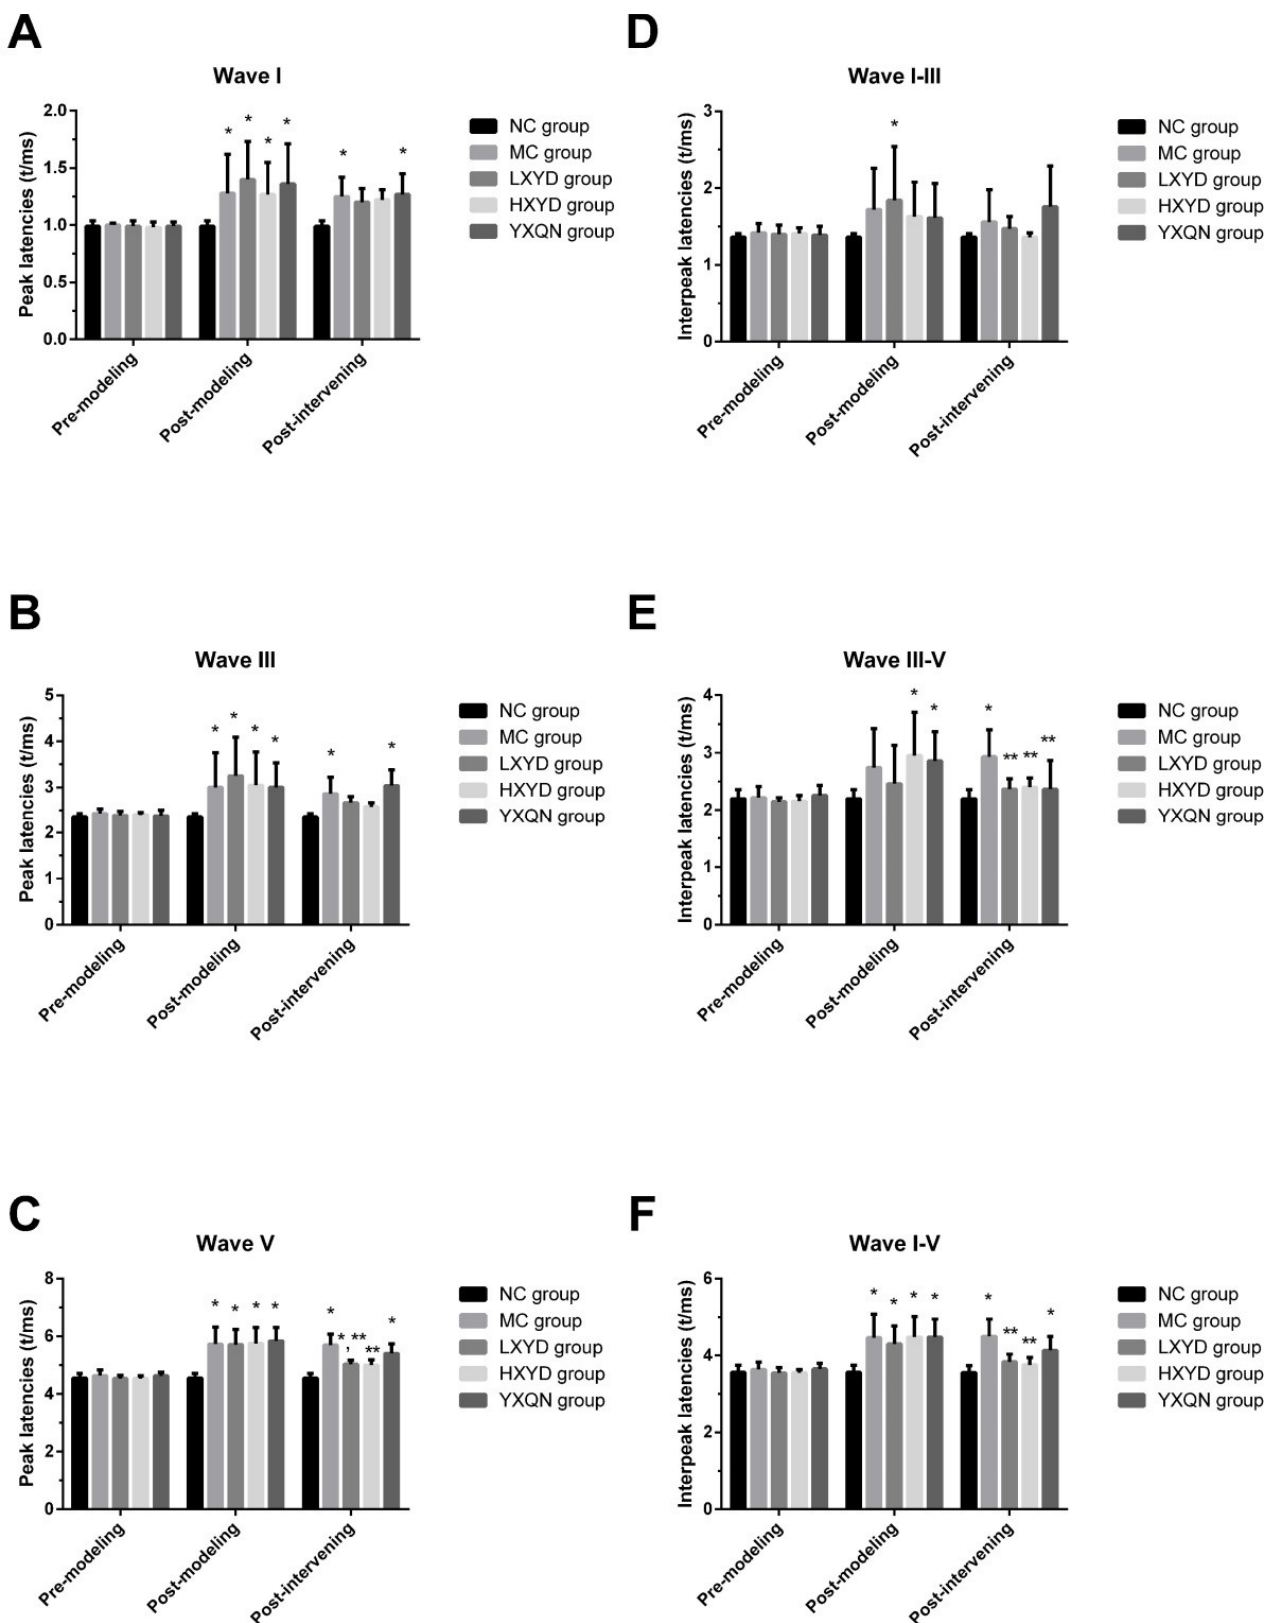 A
Wave I
Peak latencies (t/ms)
2.0
1.5
1.0
0.5
0.0
* * * * * *
Pre-modeling
Post-modeling
Post-intervening
NC group
MC group
LXYD group
HXYD group
YXQN group
D
Wave I-III
Interpeak latencies (t/ms)
3
2
1
0
*
Pre-modeling
Post-modeling
Post-intervening
NC group
MC group
LXYD group
HXYD group
YXQN group
B
Wave III
Peak latencies (t/ms)
5
4
3
2
1
0
* * * * * *
Pre-modeling
Post-modeling
Post-intervening
NC group
MC group
LXYD group
HXYD group
YXQN group
E
Wave III-V
Interpeak latencies (t/ms)
4
3
2
1
0
* * * ** ** **
Pre-modeling
Post-modeling
Post-intervening
NC group
MC group
LXYD group
HXYD group
YXQN group
C
Wave V
Peak latencies (t/ms)
8
6
4
2
0
* * * * * *, ** ** *
Pre-modeling
Post-modeling
Post-intervening
NC group
MC group
LXYD group
HXYD group
YXQN group
F
Wave I-V
Interpeak latencies (t/ms)
6
4
2
0
* * * * * ** ** *
Pre-modeling
Post-modeling
Post-intervening
NC group
MC group
LXYD group
HXYD group
YXQN group